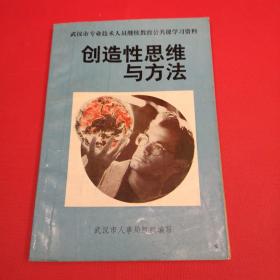 武汉市专业技术人员继续教育公共课学习资料
创造性思维
与方法
武汉市人事局组织编写